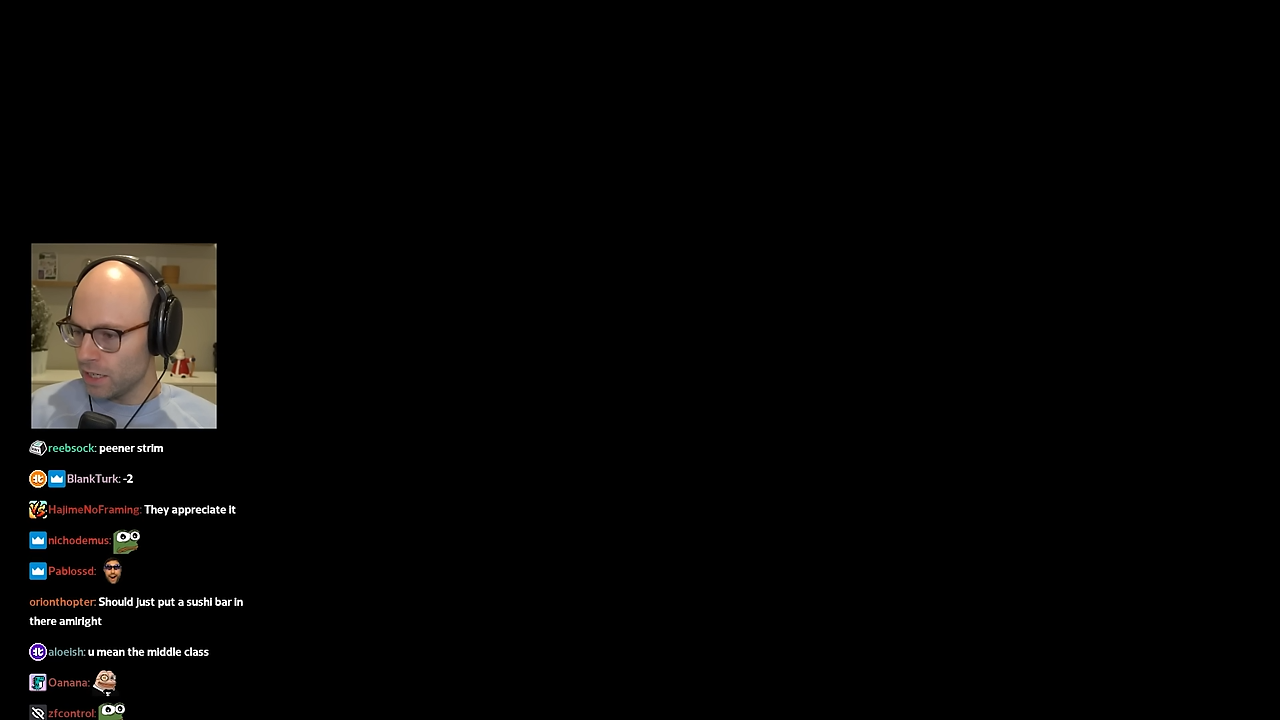 reebsock: peener strim
BlankTurk: -2
HajimeNoFraming: They appreciate it
nichodemus:
Pablossd:
orionthopter: Should just put a sushi bar in
there amiright
aloeish: u mean the middle class
Oanana:
zfcontrol: